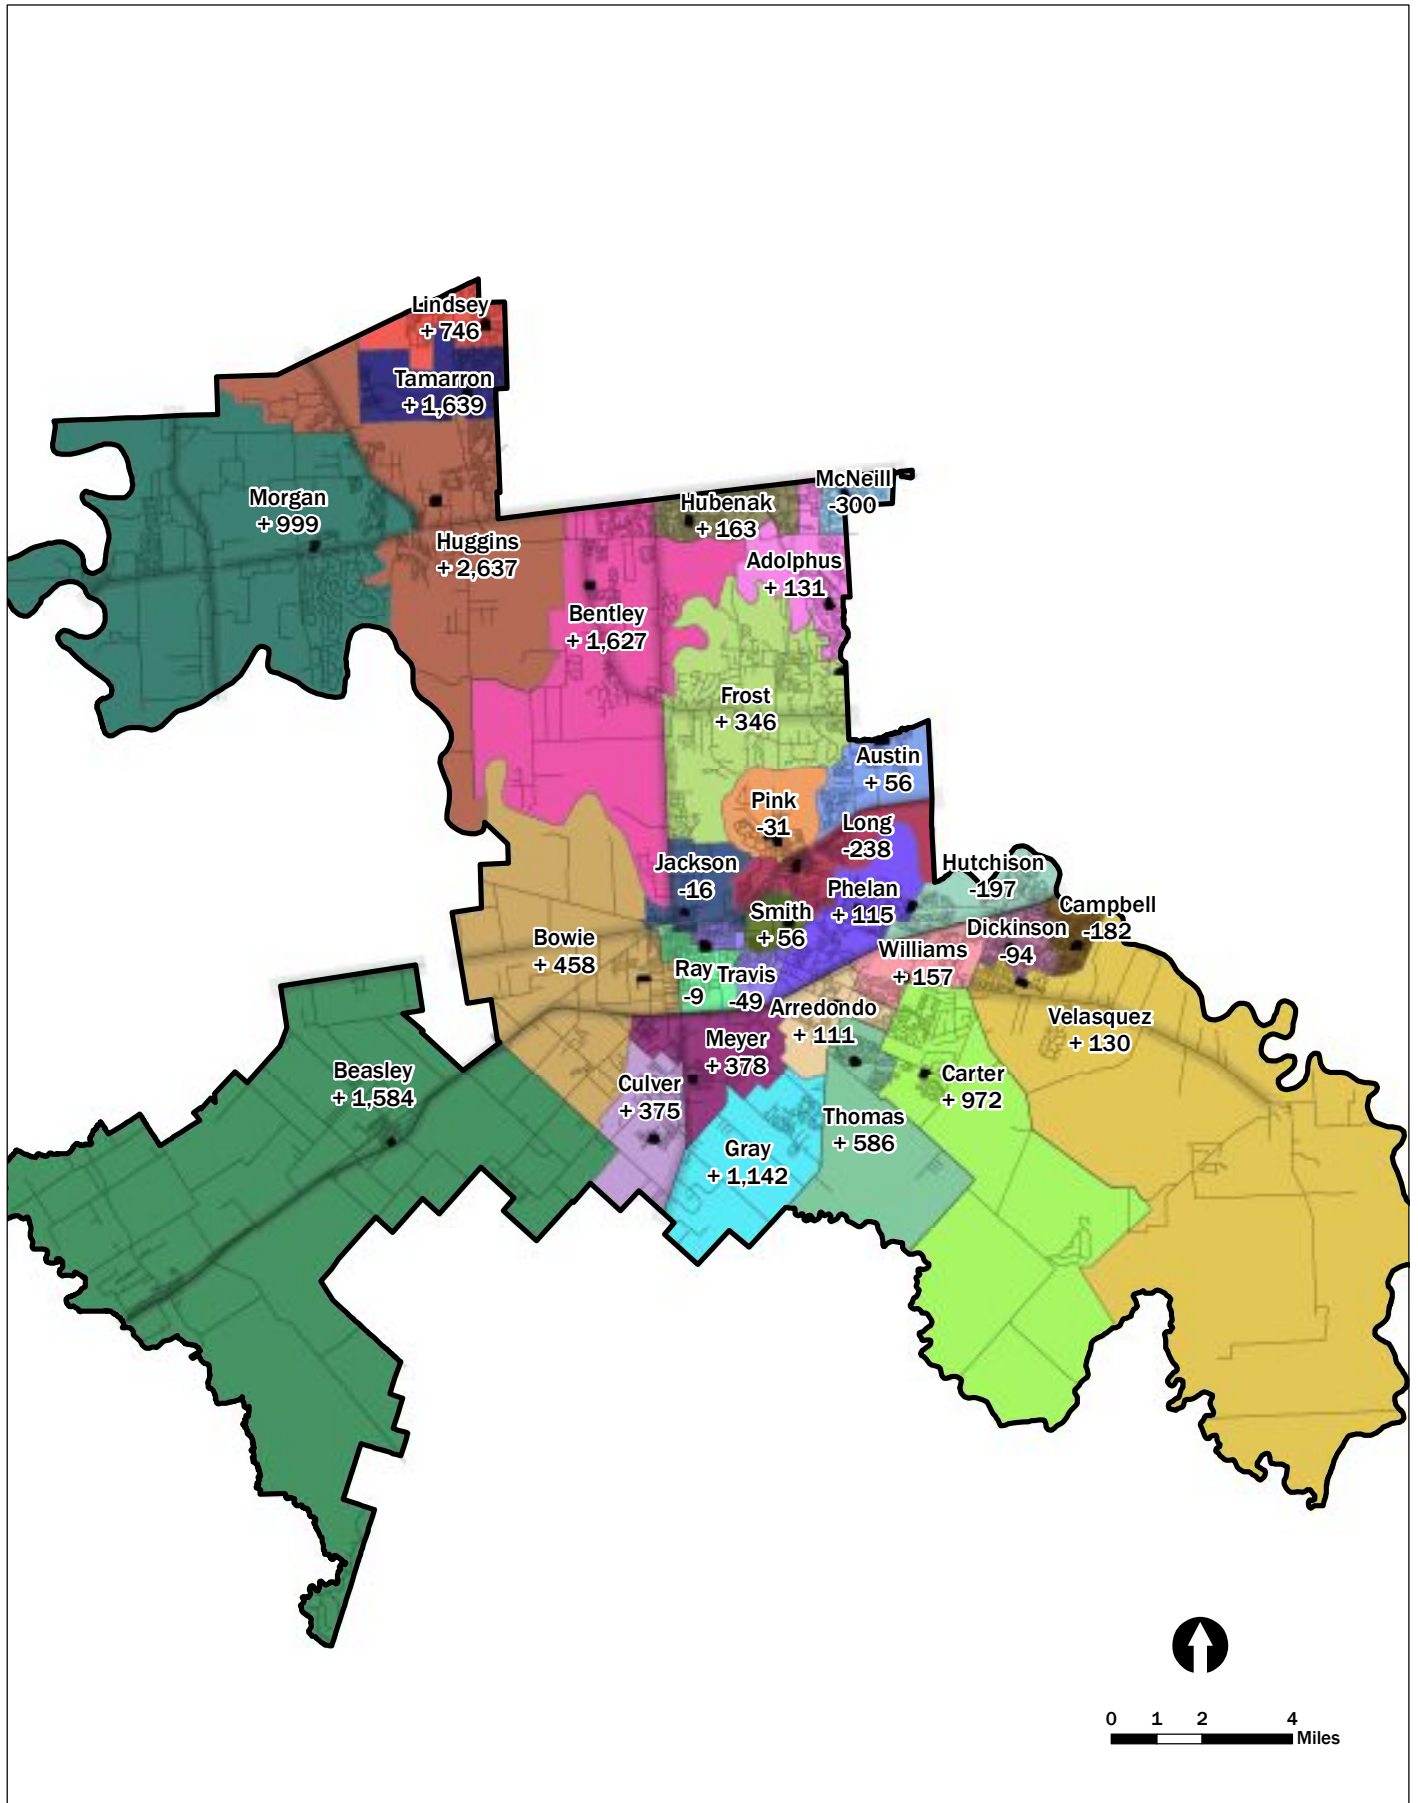 Lindsey
+ 746
Tamarron
+ 1,639
McNeill
-300
Morgan
+ 999
Hubenak
+ 163
Huggins
+ 2,637
Adolphus
+ 131
Bentley
+ 1,627
Frost
+ 346
Austin
+ 56
Pink
-31
Long
-238
Jackson
-16
Hutchison
-197
Phelan
+ 115
Campbell
-182
Smith
+ 56
Dickinson
-94
Bowie
+ 458
Williams
+ 157
Ray
-9
Travis
-49
Arredondo
+ 111
Velasquez
+ 130
Meyer
+ 378
Beasley
+ 1,584
Culver
+ 375
Carter
+ 972
Thomas
+ 586
Gray
+ 1,142
0 1 2 4
Miles